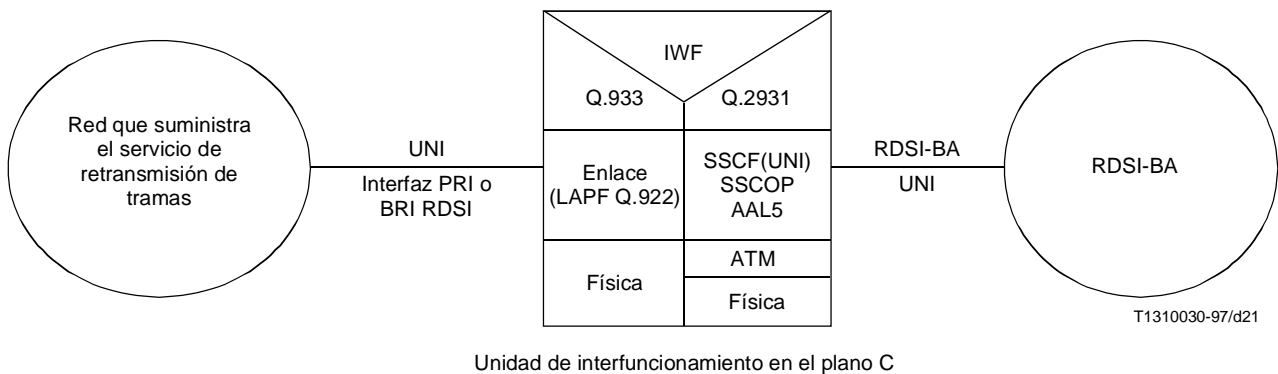 Red que suministra
el servicio de
retransmisión de
tramas
UNI
Interfaz PRI o
BRI RDSI
IWF
Q.933
Q.2931
Enlace
(LAPF Q.922)
SSCF(UNI)
SSCOP
AAL5
Física
ATM
Física
RDSI-BA
UNI
RDSI-BA
T1310030-97/d21
Unidad de interfuncionamiento en el plano C